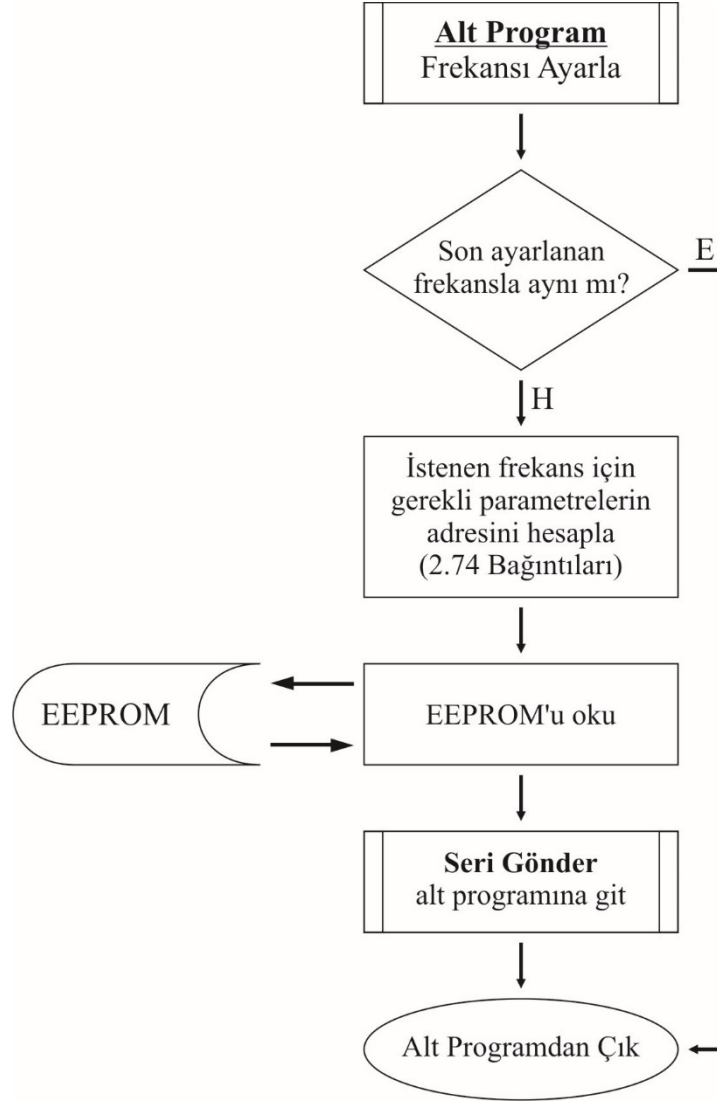 Alt Program
Frekansı Ayarla
Son ayarlanan
frekansla aynı mı?
E
H
İstenen frekans için
gerekli parametrelerin
adresini hesapla
(2.74 Bağıntıları)
EEPROM
EEPROM'u oku
Seri Gönder
alt programına git
Alt Programdan Çık